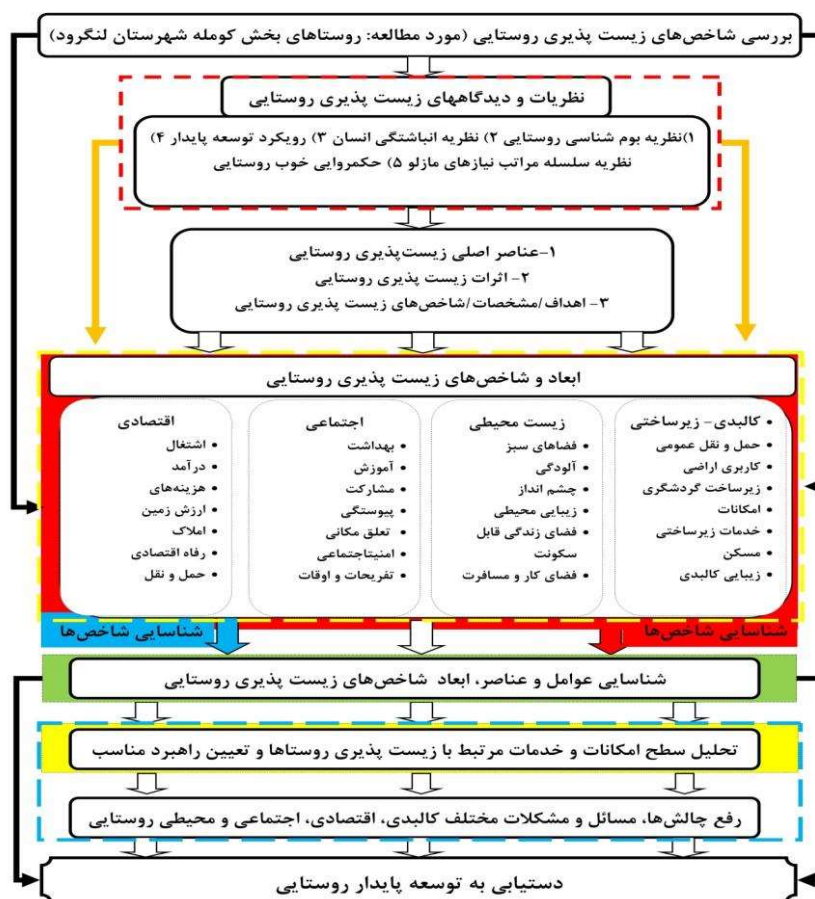 بررسی شاخص‌های زیست پذیری روستایی (مورد مطالعه: روستاهای بخش کومله شهرستان لنگرود)
نظریات و دیدگاههای زیست پذیری روستایی
۱)نظریه بوم شناسی روستایی ۲) نظریه انباشتگی انسان ۳) رویکرد توسعه پایدار ۴)
نظریه سلسله مراتب نیازهای مازلو ۵) حکمروایی خوب روستایی
۱-عناصر اصلی زیست‌پذیری روستایی
۲- اثرات زیست پذیری روستایی
۳- اهداف/مشخصات/شاخص‌های زیست پذیری روستایی
ابعاد و شاخص‌های زیست پذیری روستایی
• کالبدی- زیرساختی
• حمل و نقل عمومی
• کاربری اراضی
• زیرساخت گردشگری
• امکانات
• خدمات زیرساختی
• مسکن
• زیبایی کالبدی
زیست محیطی
• فضاهای سبز
• آلودگی
• چشم انداز
• زیبایی محیطی
• فضای زندگی قابل
سکونت
• فضای کار و مسافرت
اجتماعی
• بهداشت
• آموزش
• مشارکت
• پیوستگی
• تعلق مکانی
• امنیتاجتماعی
• تفریحات و اوقات
اقتصادی
• اشتغال
• درآمد
• هزینه‌های
• ارزش زمین
• املاک
• رفاه اقتصادی
• حمل و نقل
شناسایی شاخص‌ها
شناسایی شاخص‌ها
شناسایی عوامل و عناصر، ابعاد شاخص‌های زیست پذیری روستایی
تحلیل سطح امکانات و خدمات مرتبط با زیست پذیری روستاها و تعیین راهبرد مناسب
رفع چالش‌ها، مسائل و مشکلات مختلف کالبدی، اقتصادی، اجتماعی و محیطی روستایی
دستیابی به توسعه پایدار روستایی